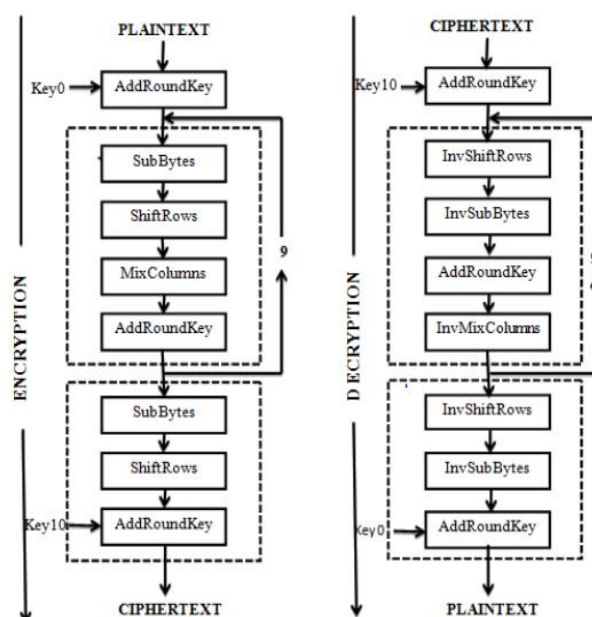 PLAINTEXT
Key0
AddRoundKey
SubBytes
ShiftRows
MixColumns
AddRoundKey
9
SubBytes
ShiftRows
Key10
AddRoundKey
CIPHERTEXT
ENCRYPTION
CIPHERTEXT
Key10
AddRoundKey
InvShiftRows
InvSubBytes
AddRoundKey
InvMixColumns
InvShiftRows
InvSubBytes
Key0
AddRoundKey
PLAINTEXT
DECRYPTION